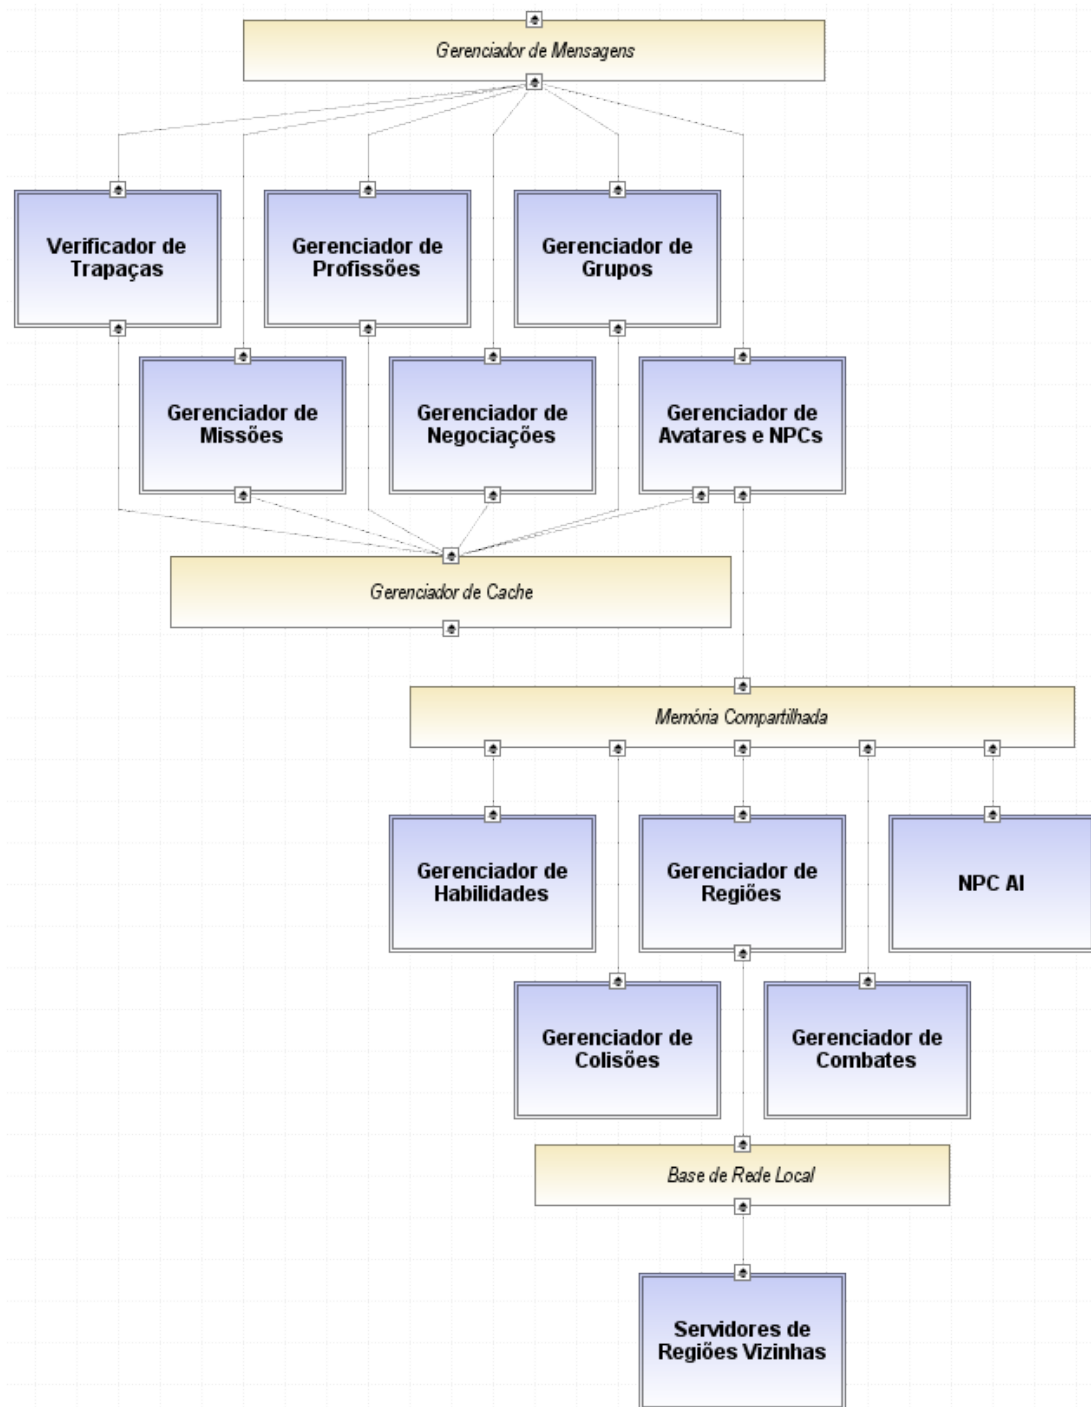 Gerenciador de Mensagens
Verificador de
Trapaças
Gerenciador de
Profissões
Gerenciador de
Grupos
Gerenciador de
Missões
Gerenciador de
Negociações
Gerenciador de
Avatares e NPCs
Gerenciador de Cache
Memória Compartilhada
Gerenciador de
Habilidades
Gerenciador de
Regiões
NPC AI
Gerenciador de
Colisões
Gerenciador de
Combates
Base de Rede Local
Servidores de
Regiões Vizinhas